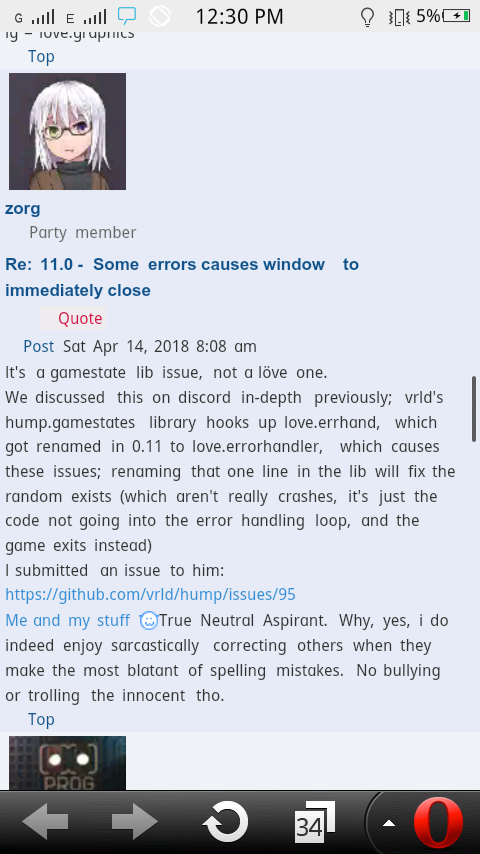 G E 12:30 PM 5%
ig = love.graphics
Top
zorg
Party member
Re: 11.0 - Some errors causes window to
immediately close
Quote
Post Sat Apr 14, 2018 8:08 am
It's a gamestate lib issue, not a löve one.
We discussed this on discord in-depth previously; vrld's
hump.gamestates library hooks up love.errhand, which
got renamed in 0.11 to love.errorhandler, which causes
these issues; renaming that one line in the lib will fix the
random exists (which aren't really crashes, it's just the
code not going into the error handling loop, and the
game exits instead)
I submitted an issue to him:
https://github.com/vrld/hump/issues/95
Me and my stuff True Neutral Aspirant. Why, yes, i do
indeed enjoy sarcastically correcting others when they
make the most blatant of spelling mistakes. No bullying
or trolling the innocent tho.
Top
PROG
34